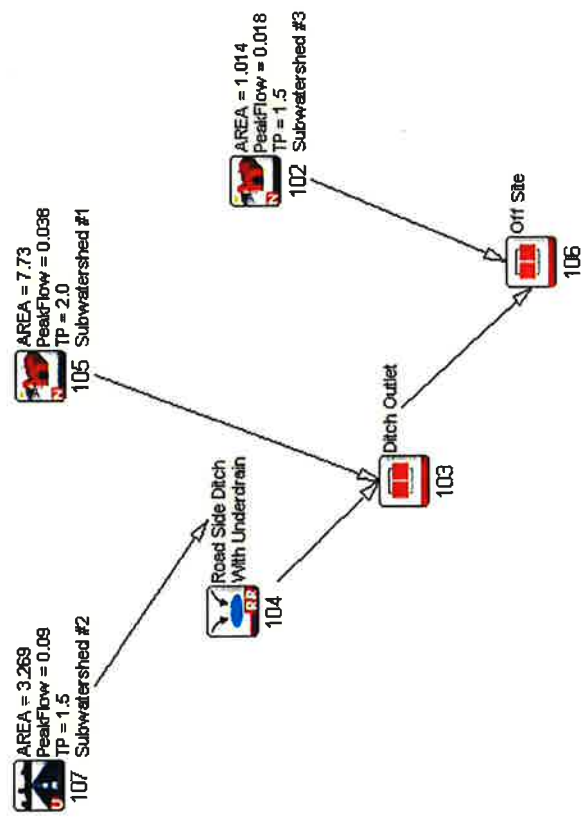 AREA = 3.269
PeakFlow = 0.09
TP = 1.5
107 Subwatershed #2
U
AREA = 7.73
PeakFlow = 0.036
TP = 2.0
105 Subwatershed #1
N
Road Side Ditch
With Underdrain
RR
104
Ditch Outlet
103
AREA = 1.014
PeakFlow = 0.018
TP = 1.5
102 Subwatershed #3
N
Off Site
106